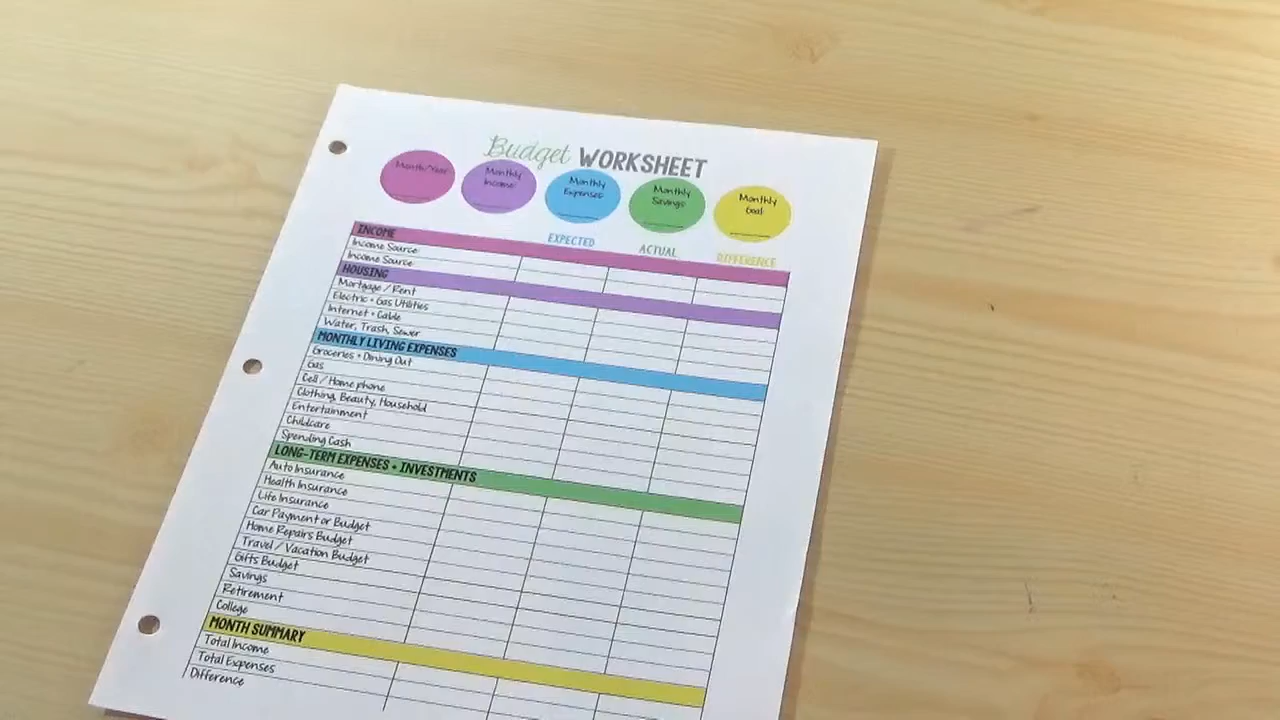 Budget WORKSHEET
Month/Year
Monthly
Income
Monthly
Expenses
Monthly
Savings
Monthly
Goal
EXPECTED
ACTUAL
DIFFERENCE
INCOME
Income Source
Income Source
HOUSING
Mortgage / Rent
Electric + Gas Utilities
Internet + Cable
Water, Trash, Sewer
MONTHLY LIVING EXPENSES
Groceries + Dining Out
Gas
Cell / Home phone
Clothing, Beauty, Household
Entertainment
Childcare
Spending Cash
LONG-TERM EXPENSES + INVESTMENTS
Auto Insurance
Health Insurance
Life Insurance
Car Payment or Budget
Home Repairs Budget
Travel / Vacation Budget
Gifts Budget
Savings
Retirement
College
MONTH SUMMARY
Total Income
Total Expenses
Difference